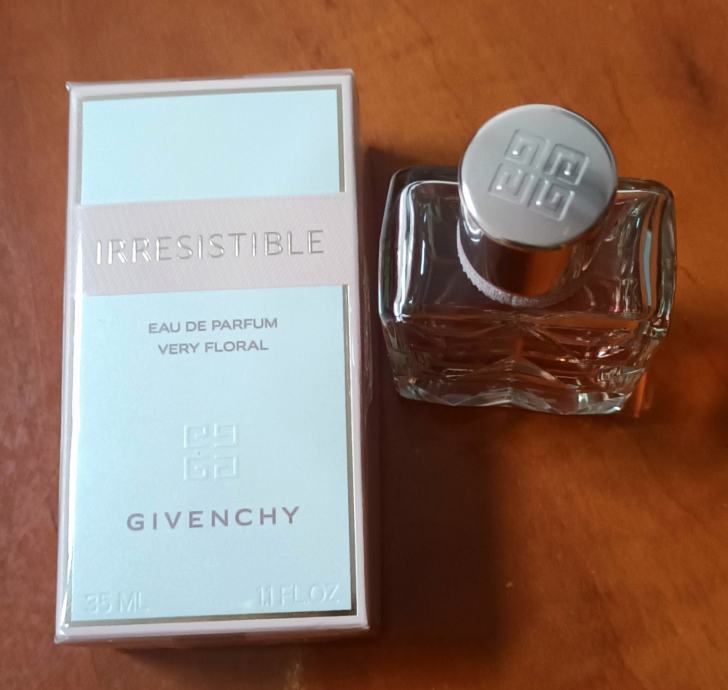 IRRESISTIBLE
EAU DE PARFUM
VERY FLORAL
GIVENCHY
35 ML 1.1 FL.OZ